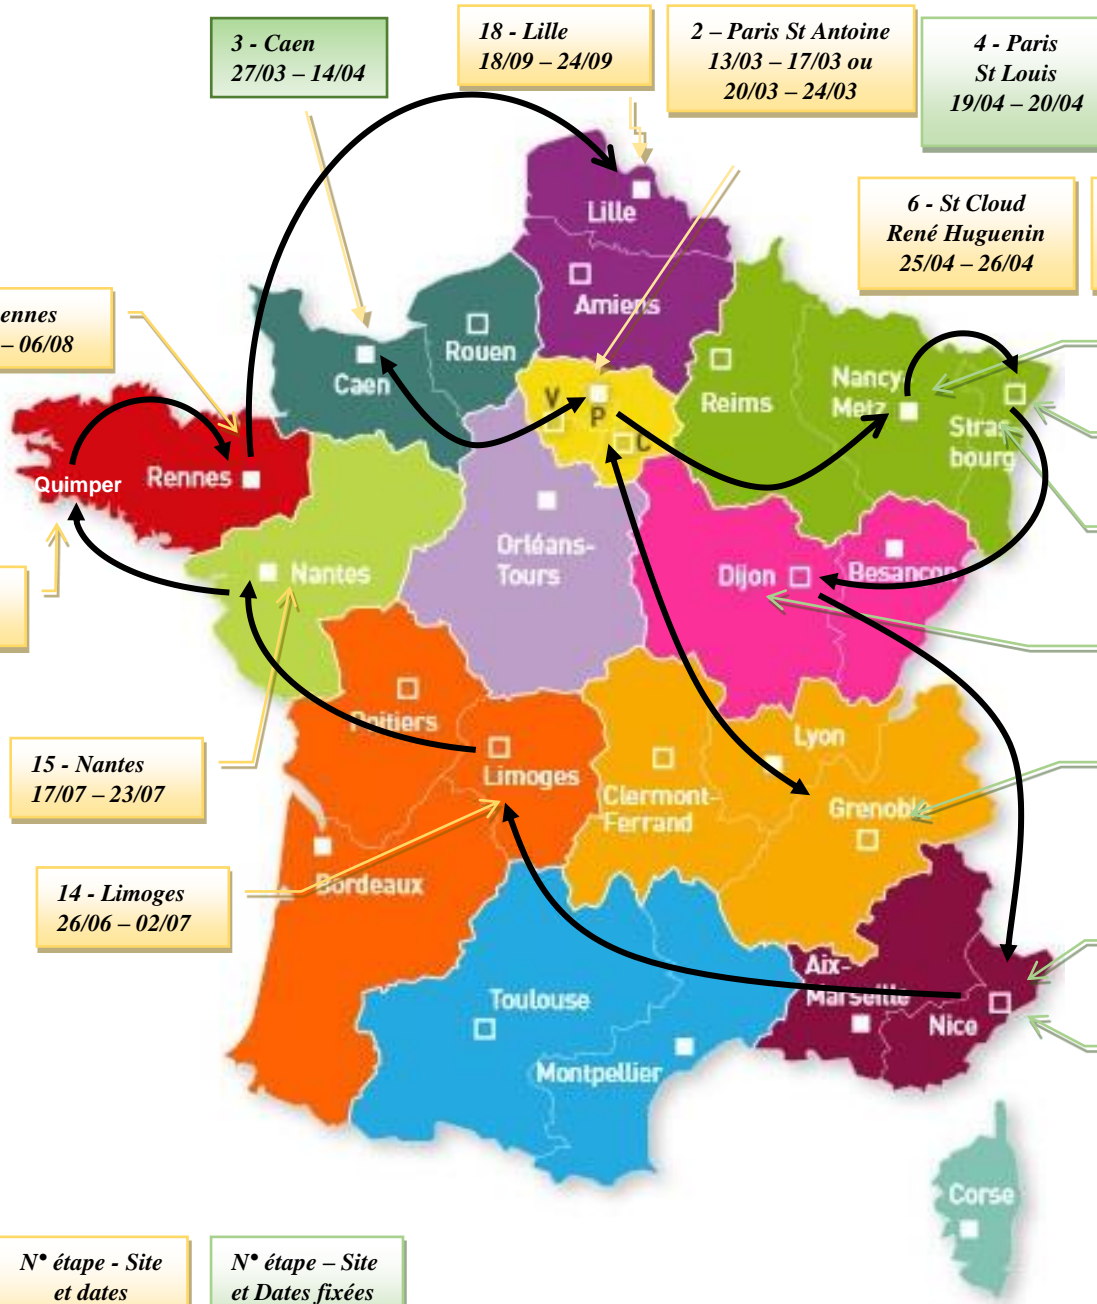 3 - Caen
27/03 – 14/04
18 - Lille
18/09 – 24/09
2 – Paris St Antoine
13/03 – 17/03 ou
20/03 – 24/03
4 - Paris
St Louis
19/04 – 20/04
6 - St Cloud
René Huguenin
25/04 – 26/04
ennes
– 06/08
Lille
Amiens
Rouen
Caen
V
P
C
Reims
Nancy
Metz
Stras
bourg
Quimper
Rennes
Nantes
Orléans-
Tours
Dijon
Besançon
Poitiers
Limoges
Clermont-
Ferrand
Lyon
Grenobl
15 - Nantes
17/07 – 23/07
14 - Limoges
26/06 – 02/07
Bordeaux
Toulouse
Montpellier
Aix-
Marseille
Nice
Corse
N° étape - Site
et dates
N° étape – Site
et Dates fixées